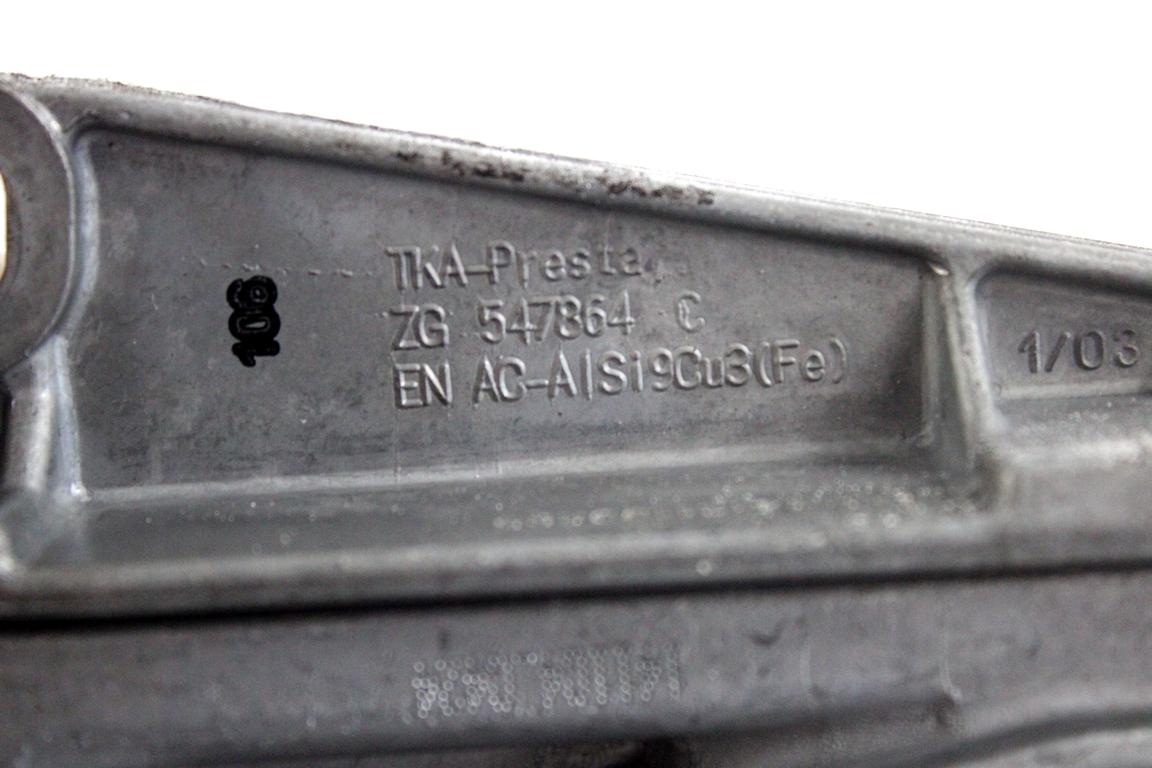 TKA-Presta
ZG 547864 C
EN AC-AlSi9Cu3(Fe)
106
1/03